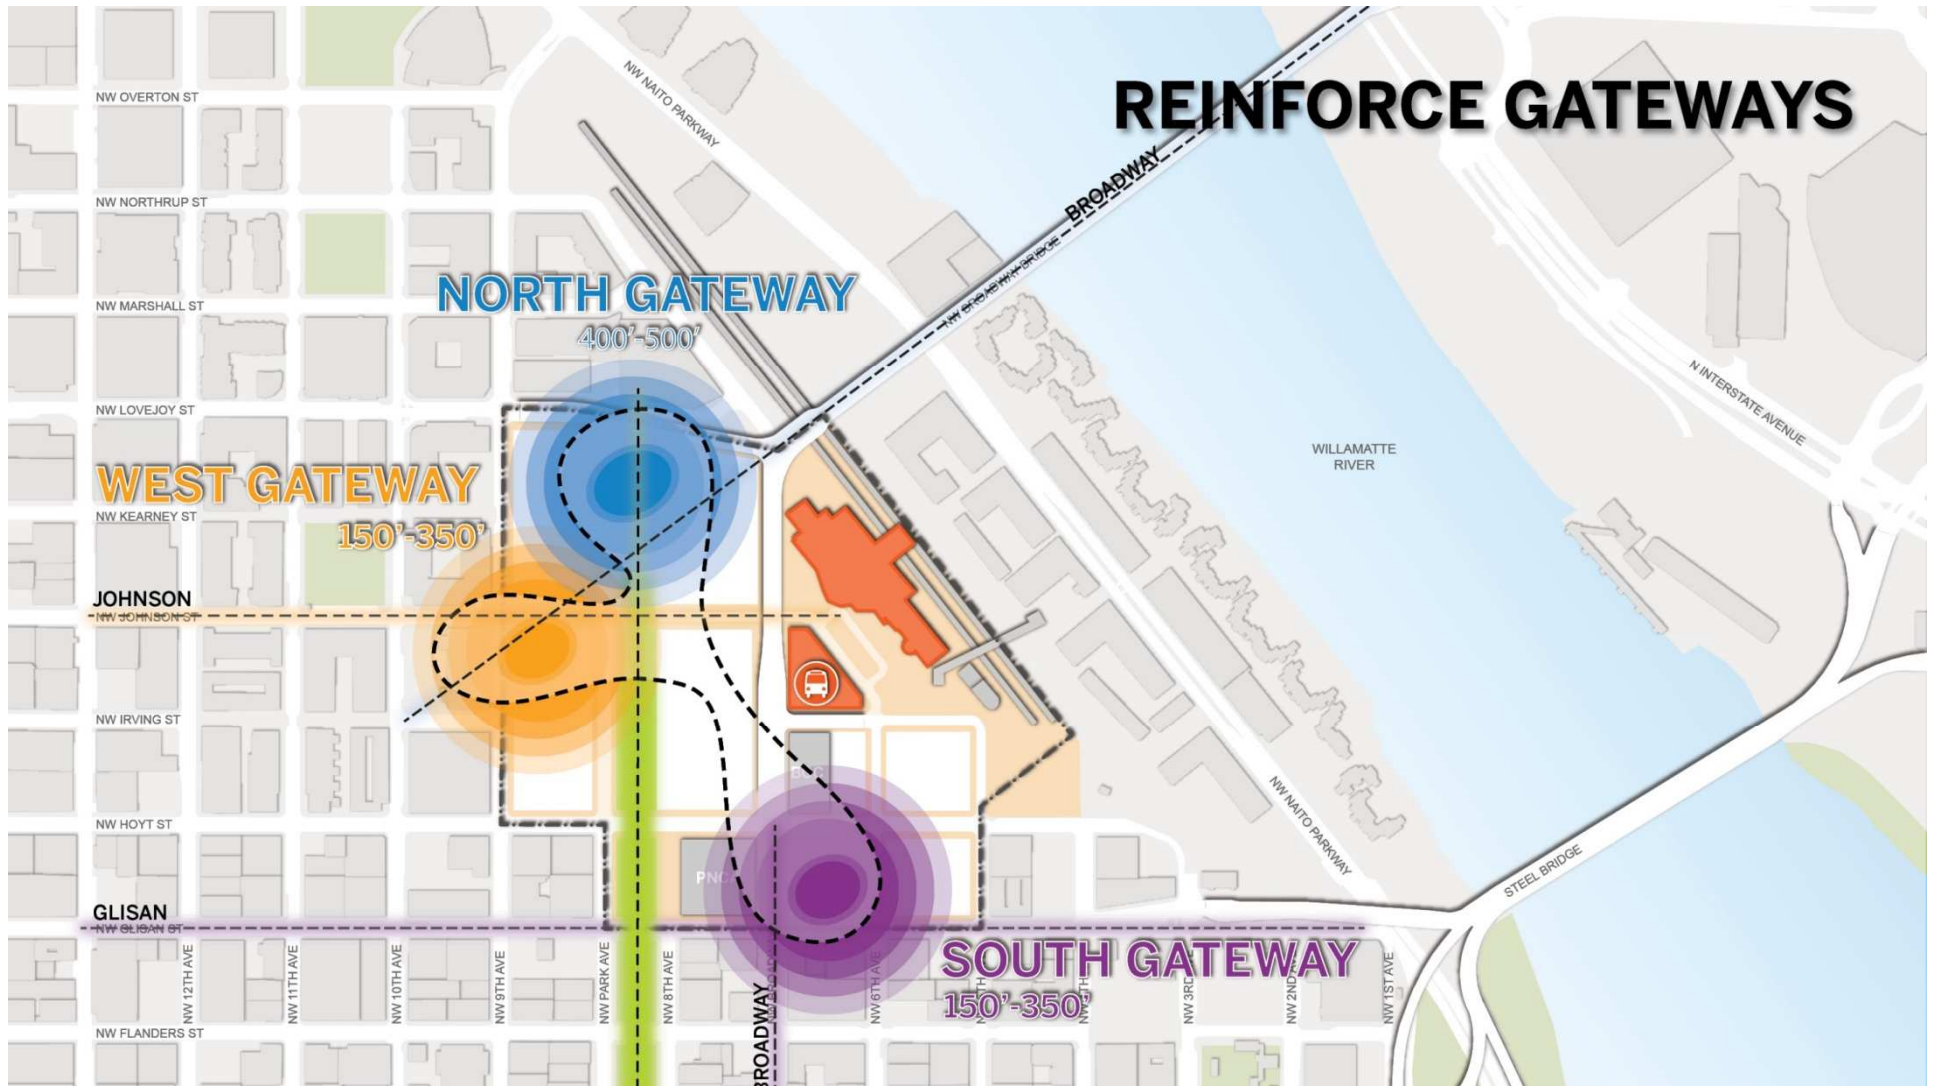 REINFORCE GATEWAYS
NW OVERTON ST
NW NAITO PARKWAY
BROADWAY
NW NORTHRUP ST
NW BROADWAY BRIDGE
NORTH GATEWAY
400'-500'
NW MARSHALL ST
N INTERSTATE AVENUE
NW LOVEJOY ST
WILLAMATTE
RIVER
WEST GATEWAY
NW KEARNEY ST
150'-350'
JOHNSON
NW JOHNSON ST
NW IRVING ST
NW HOYT ST
NW NAITO PARKWAY
STEEL BRIDGE
PNC
GLISAN
NW GLISAN ST
SOUTH GATEWAY
150'-350'
NW 12TH AVE
NW 11TH AVE
NW 10TH AVE
NW 9TH AVE
NW PARK AVE
NW 8TH AVE
BROADWAY
NW 6TH AVE
NW 3RD
NW 2ND
NW 1ST AVE
NW FLANDERS ST